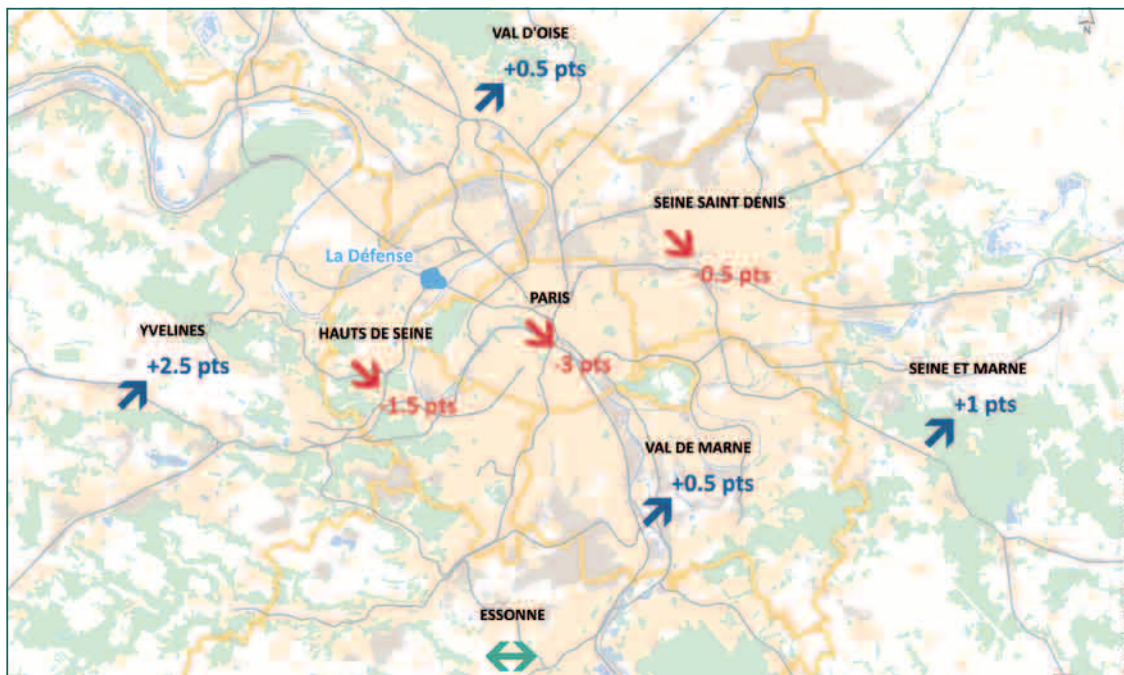 VAL D'OISE
+0.5 pts
SEINE SAINT DENIS
-0.5 pts
La Défense
PARIS
-3 pts
YVELINES
+2.5 pts
HAUTS DE SEINE
-1.5 pts
SEINE ET MARNE
+1 pts
VAL DE MARNE
+0.5 pts
ESSONNE